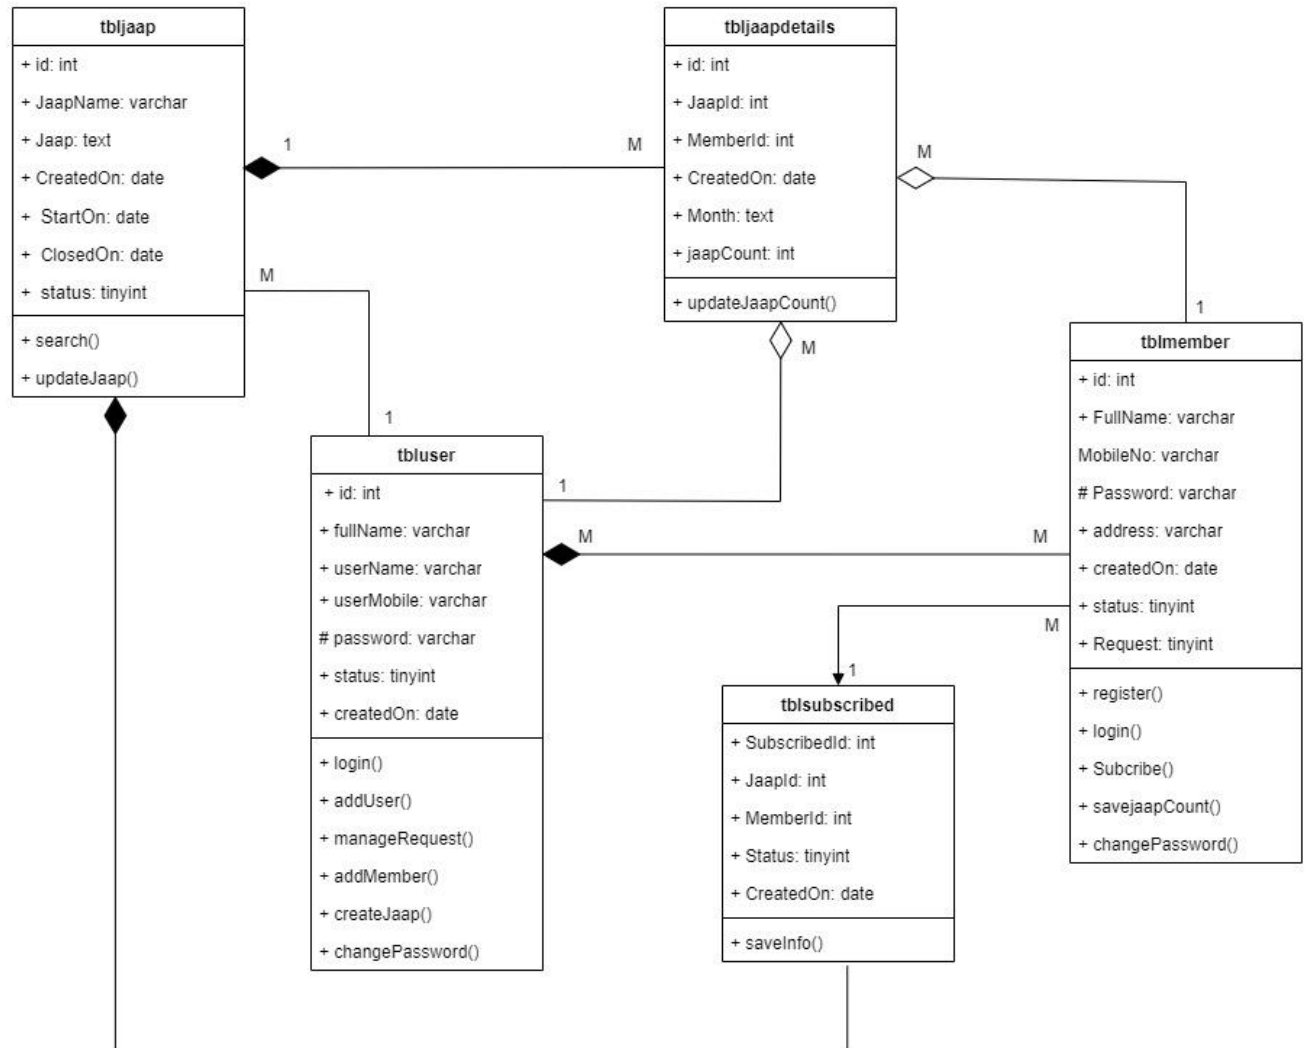 tbljaap
+ id: int
+ JaapName: varchar
+ Jaap: text
+ CreatedOn: date
+ StartOn: date
+ ClosedOn: date
+ status: tinyint
+ search()
+ updateJaap()
1
M
M
1
tbljaapdetails
+ id: int
+ JaapId: int
+ MemberId: int
+ CreatedOn: date
+ Month: text
+ jaapCount: int
+ updateJaapCount()
M
1
M
1
tblmember
+ id: int
+ FullName: varchar
MobileNo: varchar
# Password: varchar
+ address: varchar
+ createdOn: date
+ status: tinyint
+ Request: tinyint
+ register()
+ login()
+ Subcribe()
+ savejaapCount()
+ changePassword()
tbluser
+ id: int
+ fullName: varchar
+ userName: varchar
+ userMobile: varchar
# password: varchar
+ status: tinyint
+ createdOn: date
+ login()
+ addUser()
+ manageRequest()
+ addMember()
+ createJaap()
+ changePassword()
M
M
M
1
tblsubscribed
+ SubscribedId: int
+ JaapId: int
+ MemberId: int
+ Status: tinyint
+ CreatedOn: date
+ saveInfo()